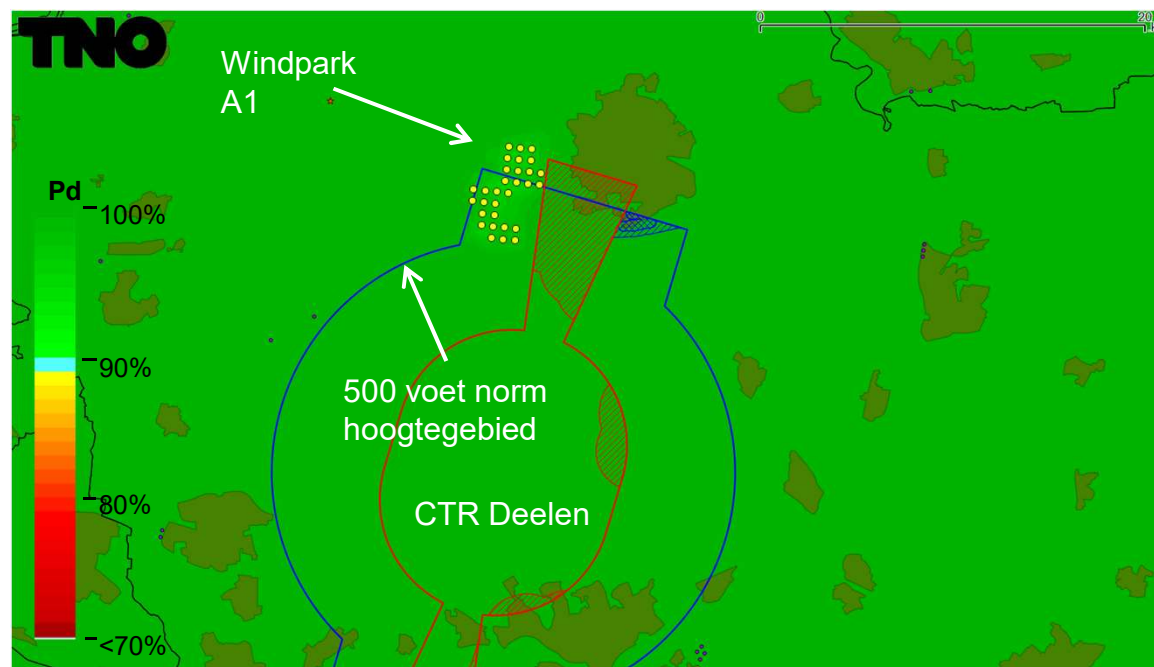 TNO
0
20
Windpark
A1
Pd
100%
90%
80%
<70%
500 voet norm
hoogtegebied
CTR Deelen